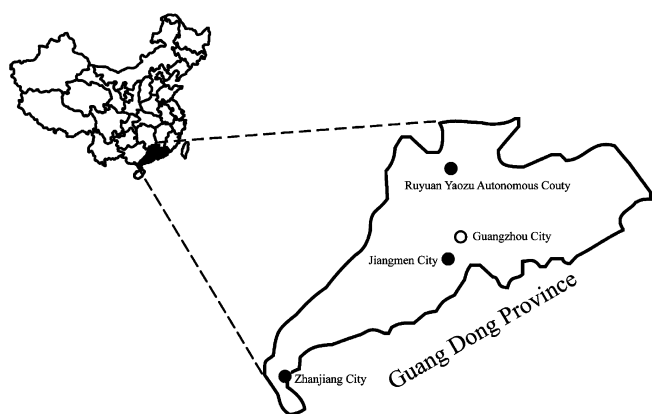 Ruyuan Yaozu Autonomous Couty
Guangzhou City
Jiangmen City
Guang Dong Province
Zhanjiang City